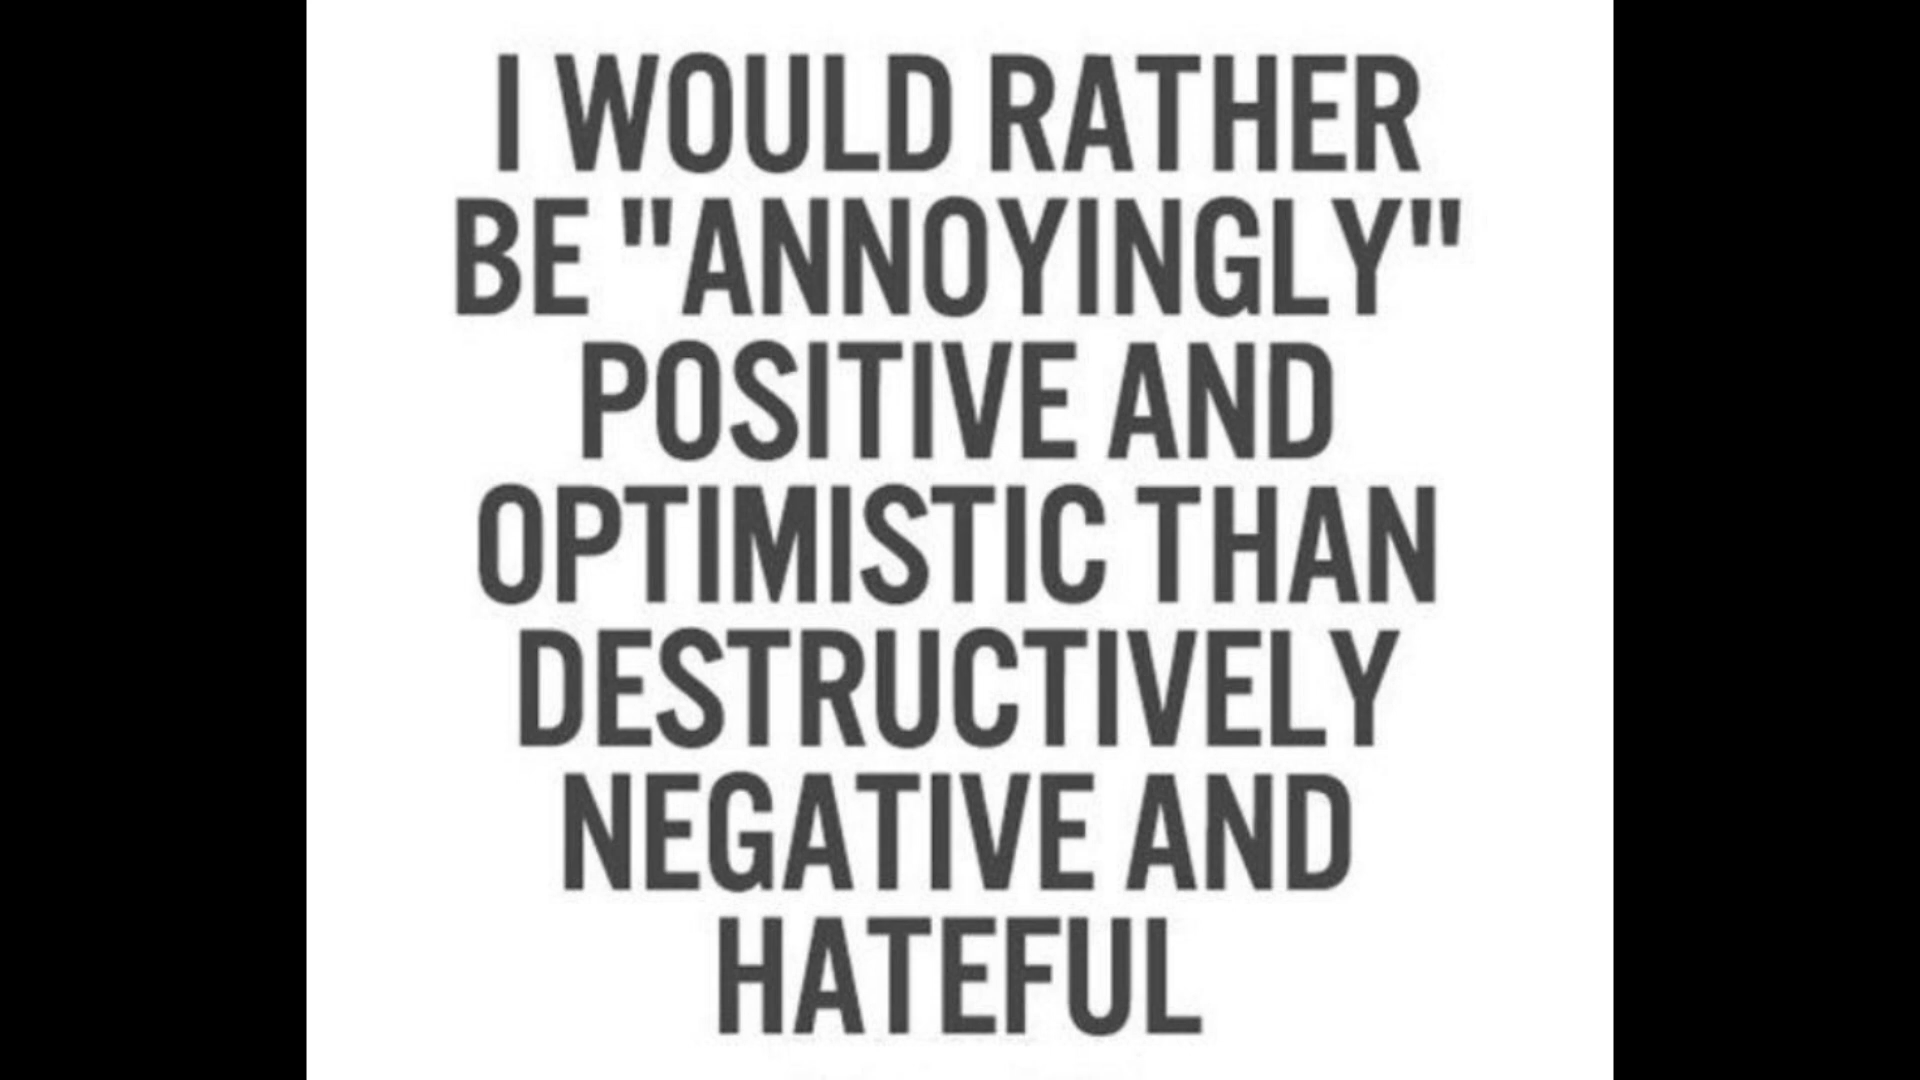 I WOULD RATHER
BE "ANNOYINGLY"
POSITIVE AND
OPTIMISTIC THAN
DESTRUCTIVELY
NEGATIVE AND
HATEFUL